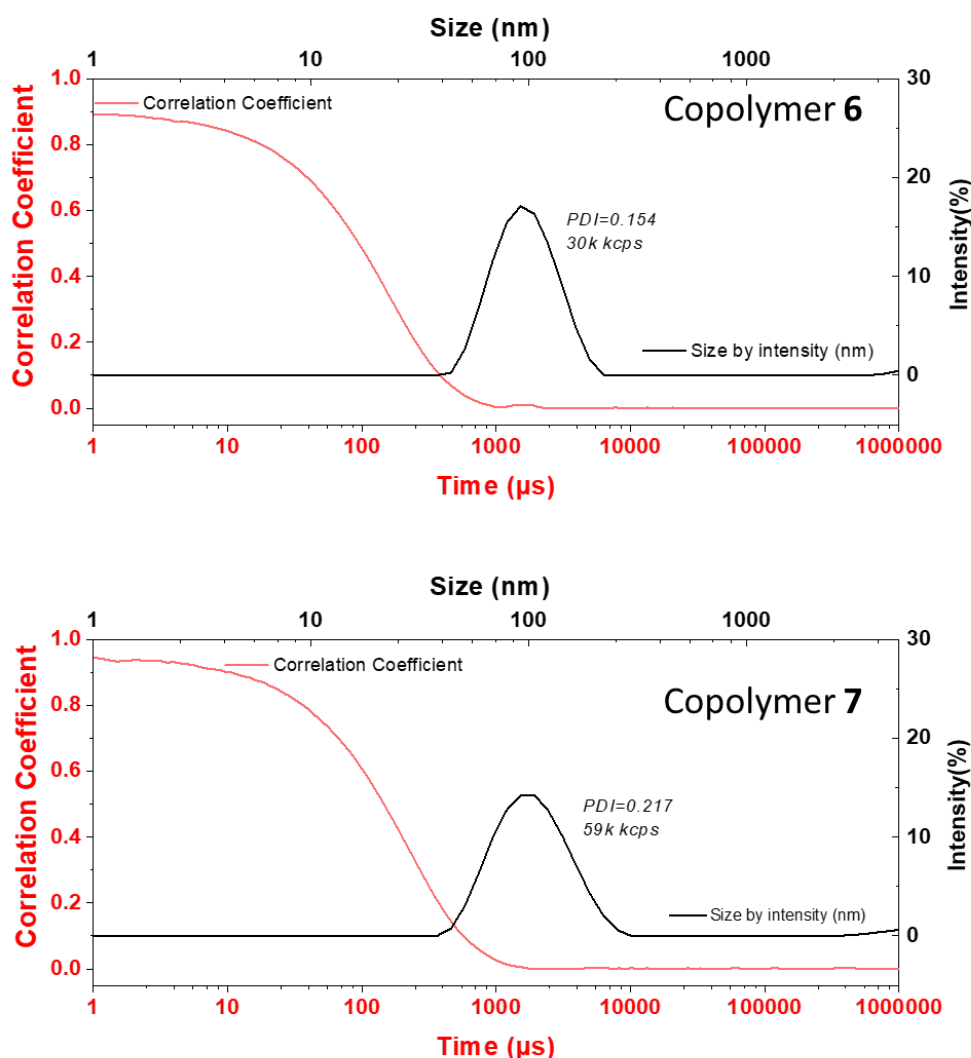 Size (nm)
1 10 100 1000
Correlation Coefficient
1.0
0.8
0.6
0.4
0.2
0.0
Correlation Coefficient
Copolymer 6
PDI=0.154
30k kcps
Size by intensity (nm)
30
20
10
0
Intensity(%)
1 10 100 1000 10000 100000 1000000
Time (µs)
Size (nm)
1 10 100 1000
Correlation Coefficient
1.0
0.8
0.6
0.4
0.2
0.0
Correlation Coefficient
Copolymer 7
PDI=0.217
59k kcps
Size by intensity (nm)
30
20
10
0
Intensity(%)
1 10 100 1000 10000 100000 1000000
Time (µs)